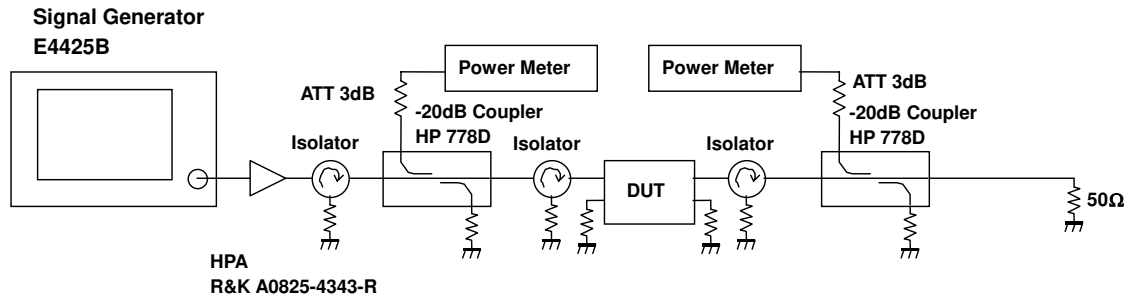 Signal Generator
E4425B
Power Meter
Power Meter
ATT 3dB
ATT 3dB
-20dB Coupler
HP 778D
-20dB Coupler
HP 778D
Isolator
Isolator
Isolator
DUT
50Ω
HPA
R&K A0825-4343-R